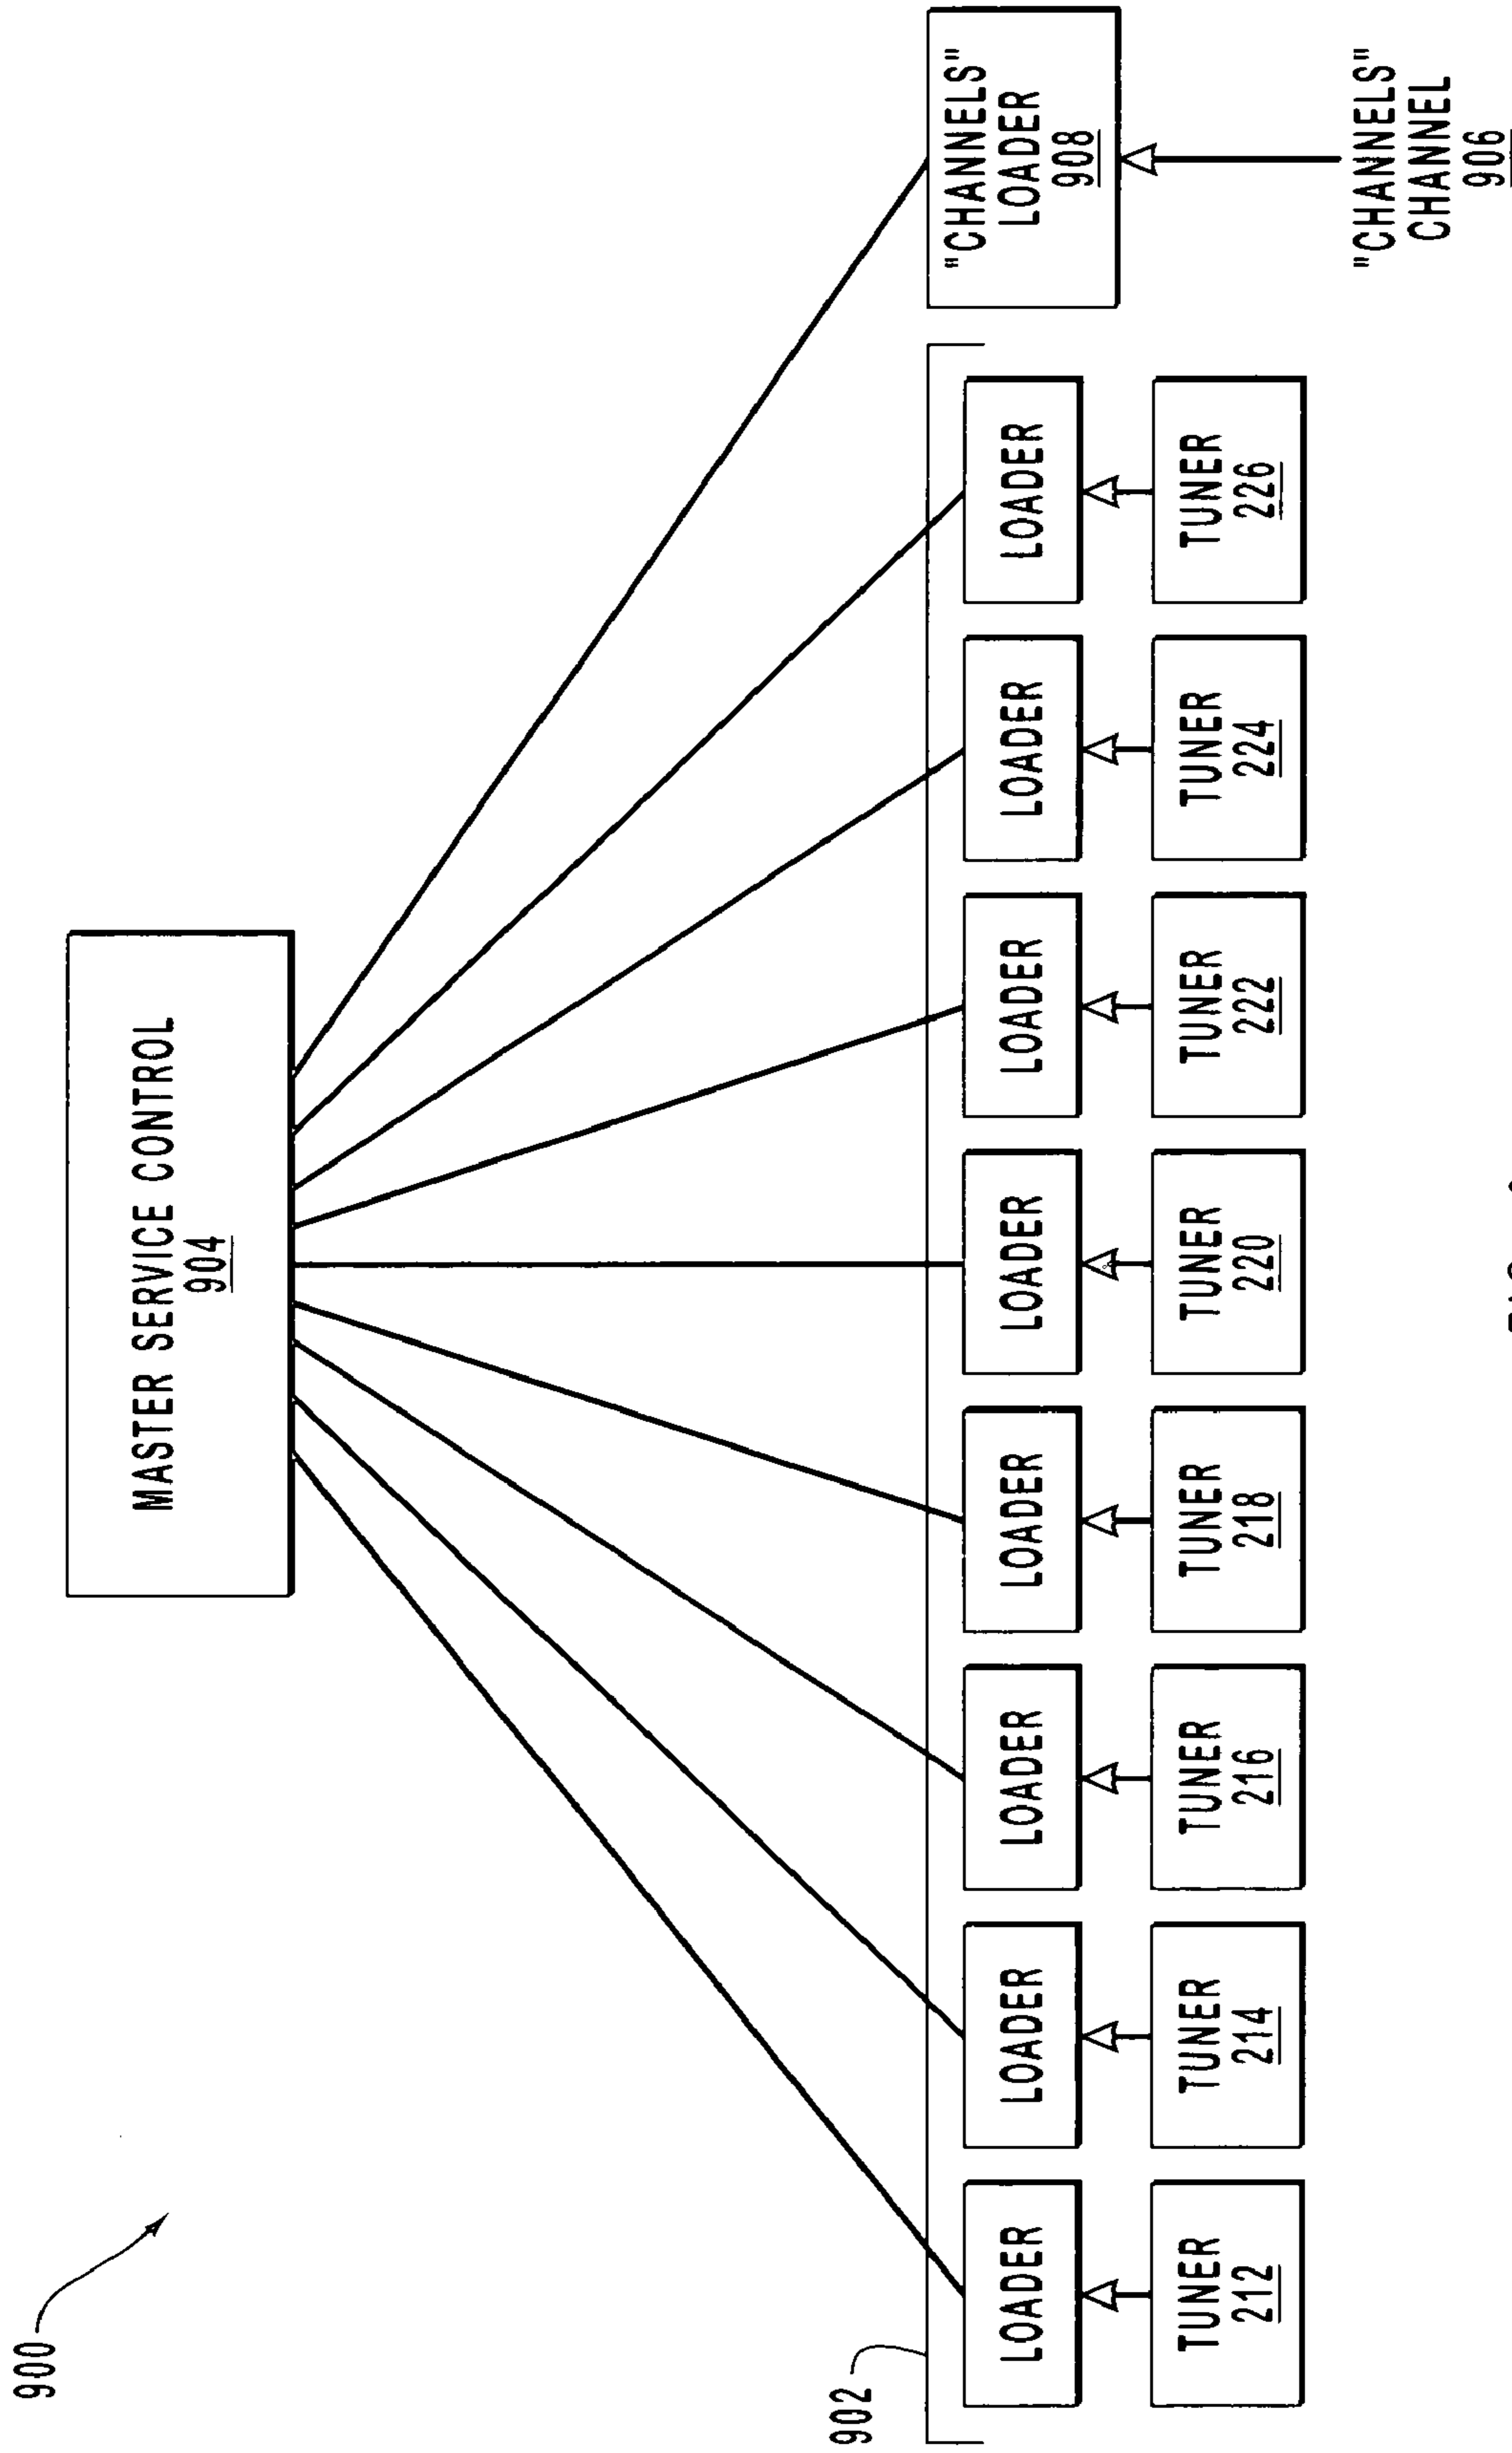 900
MASTER SERVICE CONTROL
904
902
LOADER
LOADER
LOADER
LOADER
LOADER
LOADER
LOADER
LOADER
"CHANNELS"
LOADER
908
TUNER
212
TUNER
214
TUNER
216
TUNER
218
TUNER
220
TUNER
222
TUNER
224
TUNER
226
"CHANNELS"
CHANNEL
906